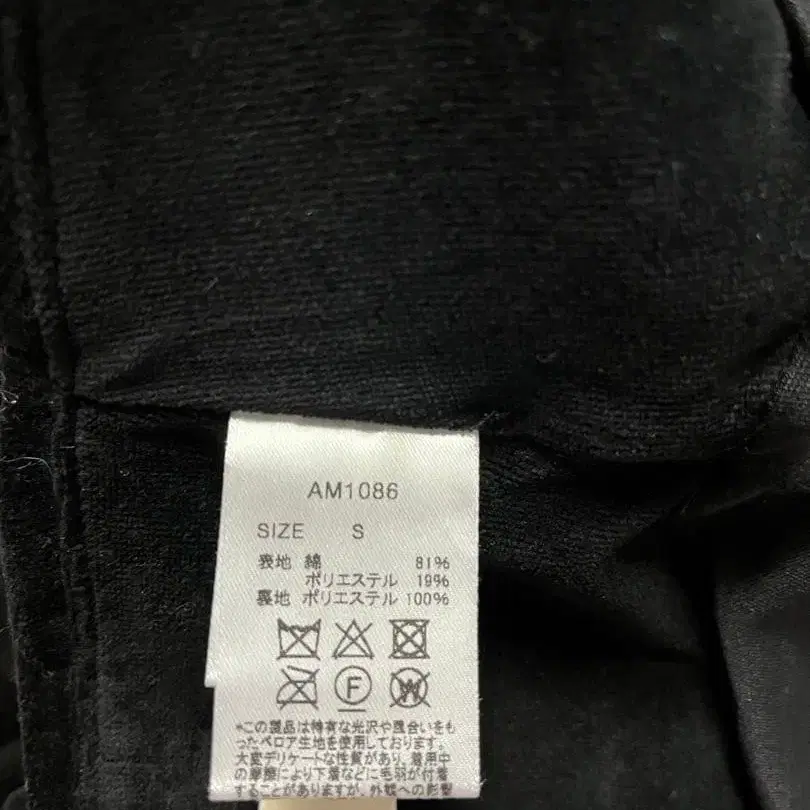 AM1086
SIZE S
表地 綿 81%
ポリエステル 19%
裏地 ポリエステル 100%
F W
*この製品は特有な光沢や風合いをも
ったベロア生地を使用しております。
大変デリケートな性質があり、着用中
の摩擦により下着などに毛羽が付着
することがありますが、外観への影響